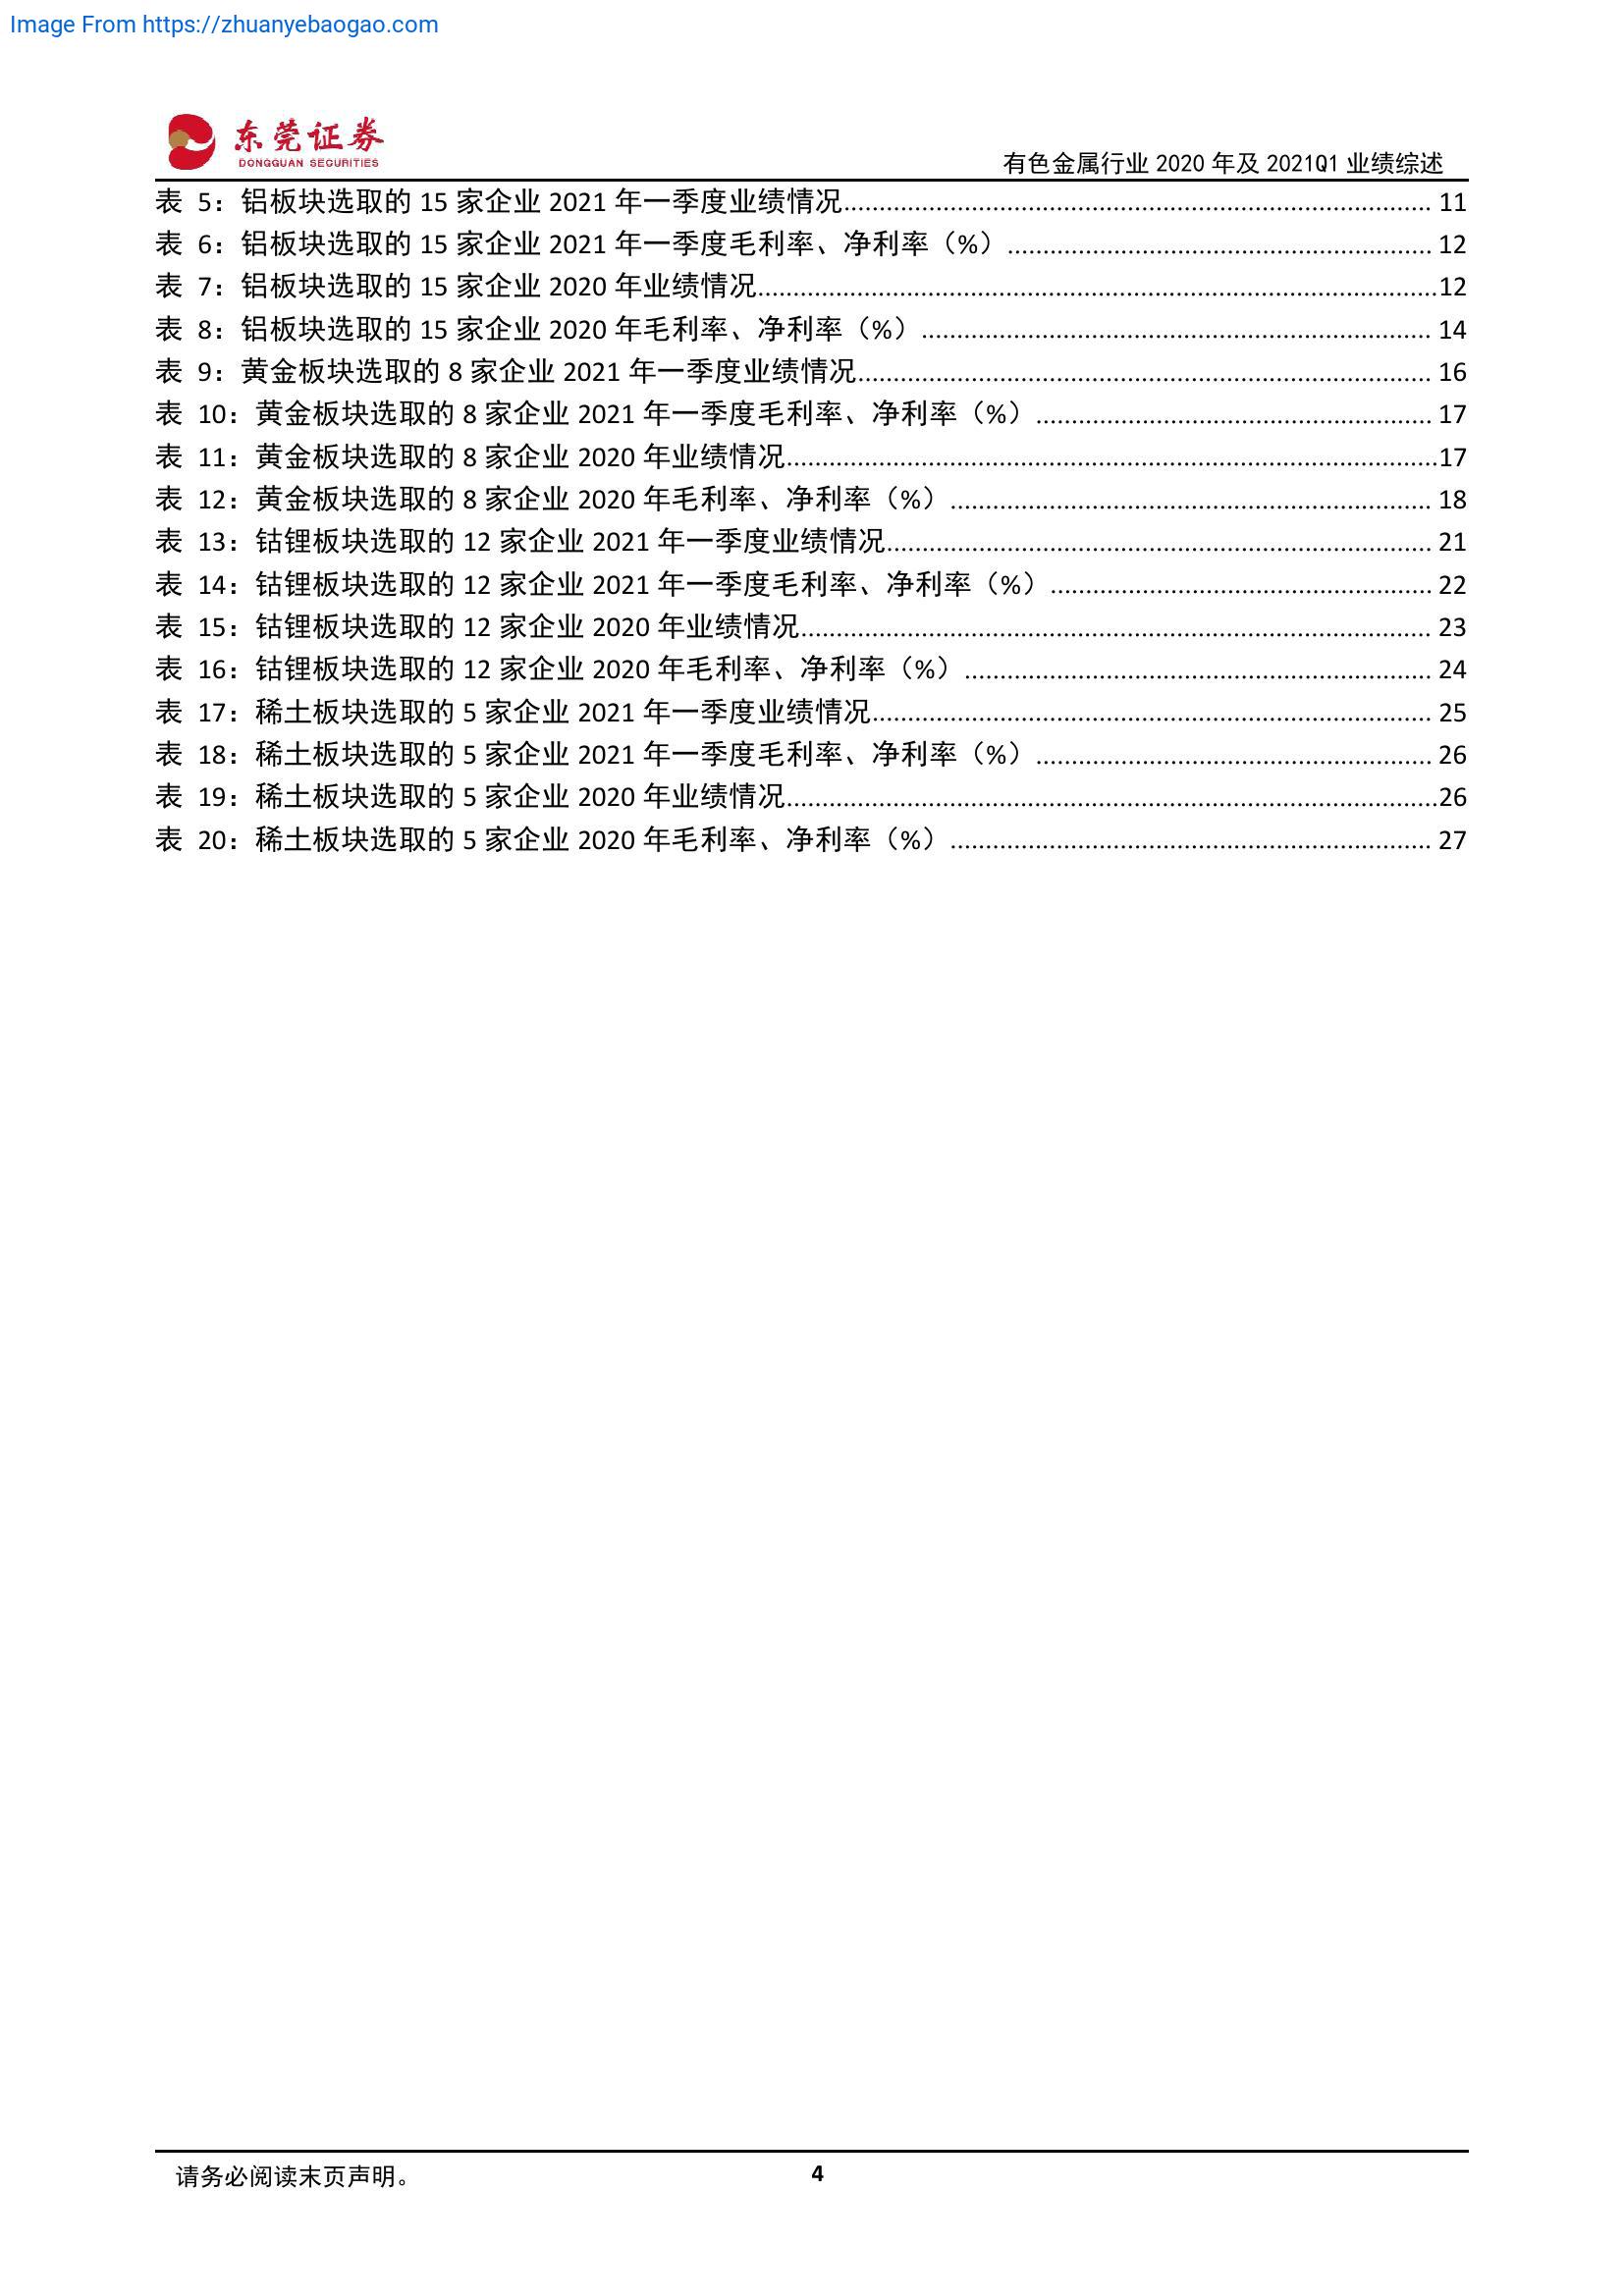 Image From https://zhuanyebaogao.com
东莞证券
DONGGUAN SECURITIES
有色金属行业 2020 年及 2021Q1 业绩综述
表 5：铝板块选取的 15 家企业 2021 年一季度业绩情况 11
表 6：铝板块选取的 15 家企业 2021 年一季度毛利率、净利率（%） 12
表 7：铝板块选取的 15 家企业 2020 年业绩情况 12
表 8：铝板块选取的 15 家企业 2020 年毛利率、净利率（%） 14
表 9：黄金板块选取的 8 家企业 2021 年一季度业绩情况 16
表 10：黄金板块选取的 8 家企业 2021 年一季度毛利率、净利率（%） 17
表 11：黄金板块选取的 8 家企业 2020 年业绩情况 17
表 12：黄金板块选取的 8 家企业 2020 年毛利率、净利率（%） 18
表 13：钴锂板块选取的 12 家企业 2021 年一季度业绩情况 21
表 14：钴锂板块选取的 12 家企业 2021 年一季度毛利率、净利率（%） 22
表 15：钴锂板块选取的 12 家企业 2020 年业绩情况 23
表 16：钴锂板块选取的 12 家企业 2020 年毛利率、净利率（%） 24
表 17：稀土板块选取的 5 家企业 2021 年一季度业绩情况 25
表 18：稀土板块选取的 5 家企业 2021 年一季度毛利率、净利率（%） 26
表 19：稀土板块选取的 5 家企业 2020 年业绩情况 26
表 20：稀土板块选取的 5 家企业 2020 年毛利率、净利率（%） 27
请务必阅读末页声明。
4